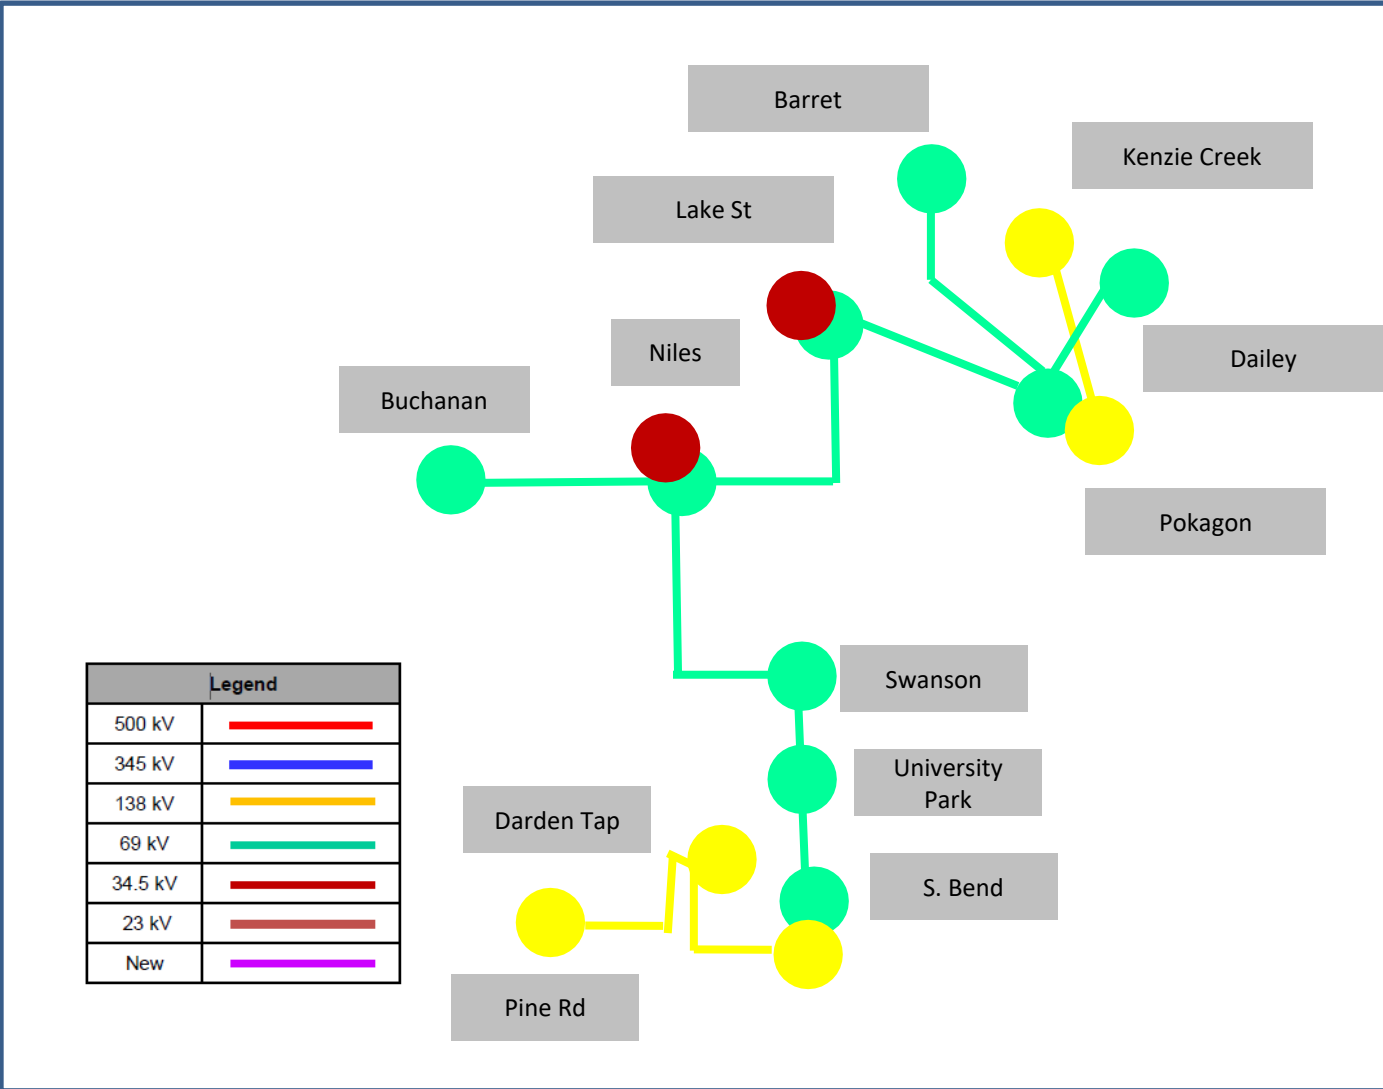 Barret
Kenzie Creek
Lake St
Niles
Dailey
Buchanan
Pokagon
Swanson
University
Park
Darden Tap
S. Bend
Pine Rd
Legend
500 kV
345 kV
138 kV
69 kV
34.5 kV
23 kV
New